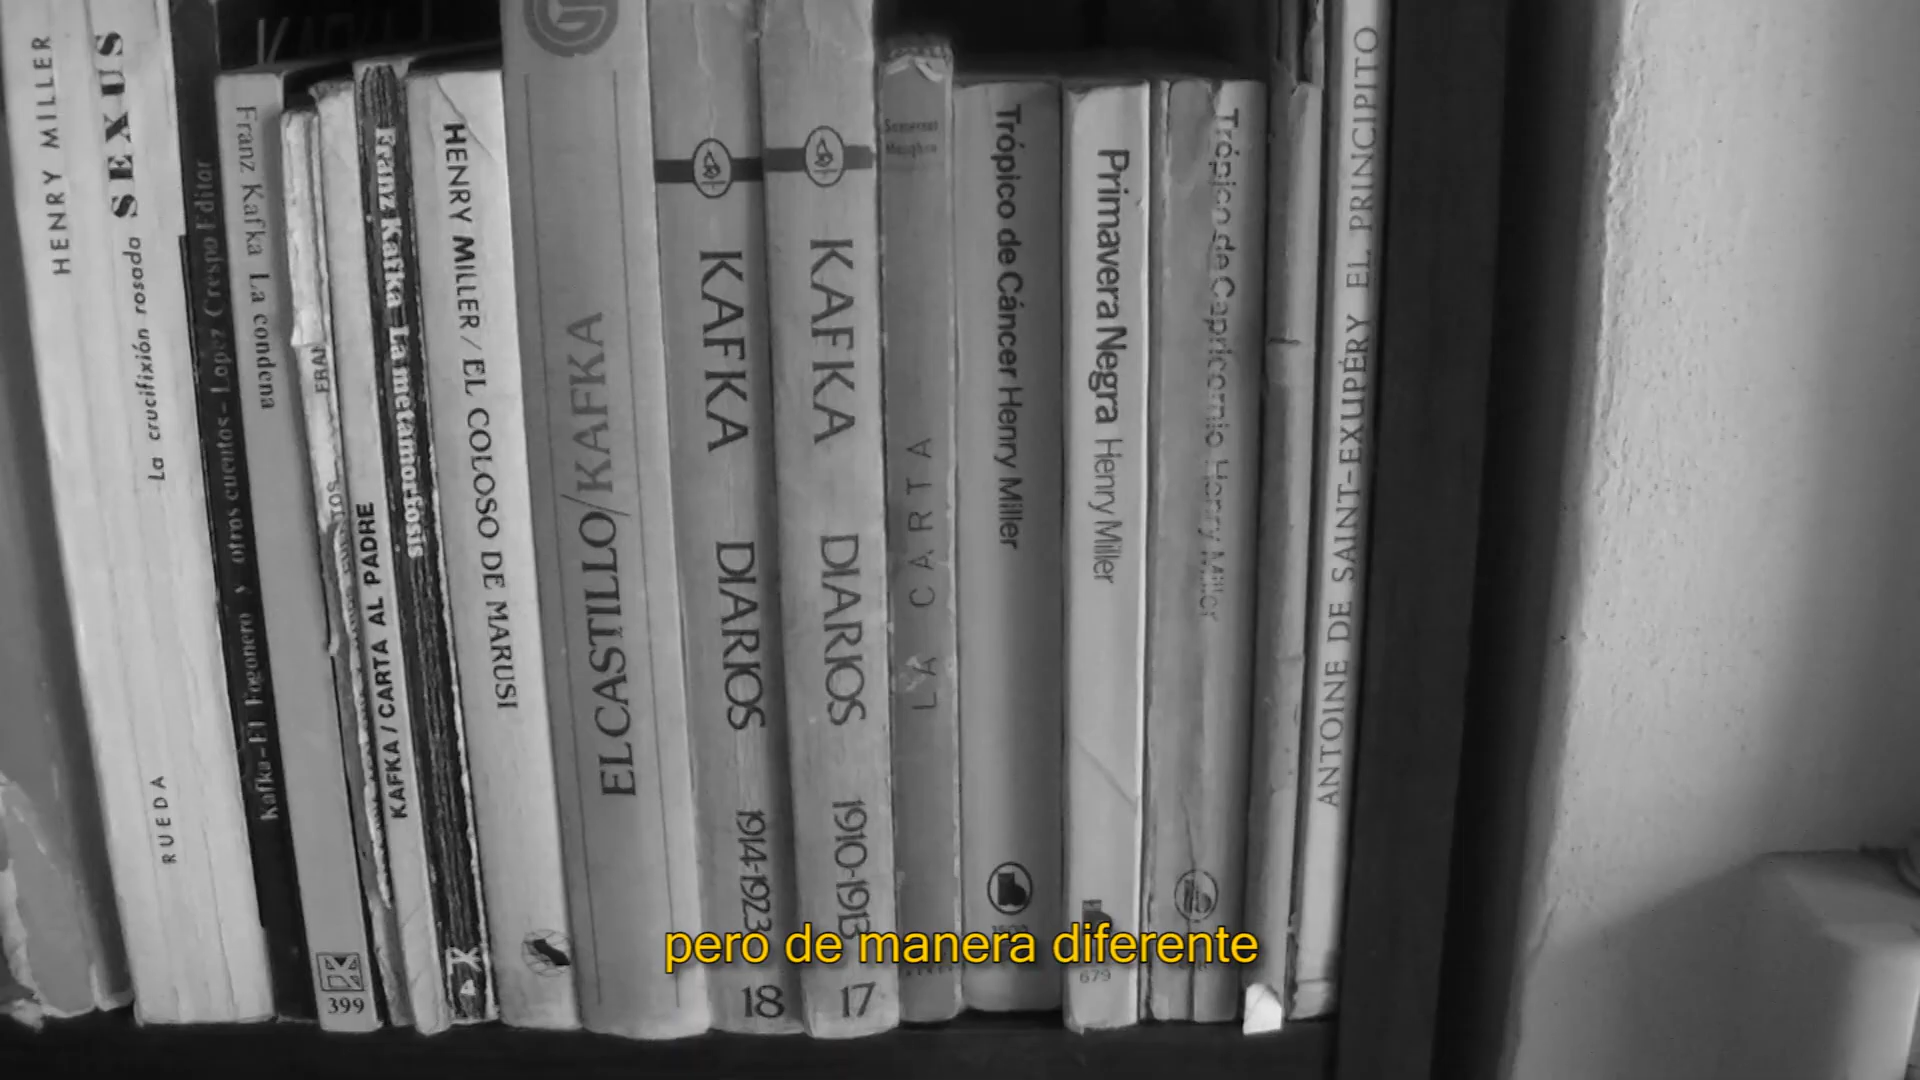 HENRY MILLER
SEXUS
La crucifixión rosada
RUEDA
Kafka-El Fogonero y otros cuentos- Lopez Crespo Editor
Franz Kafka La condena
399
KAFKA / CARTA AL PADRE
Franz Kafka La metamorfosis
HENRY MILLER / EL COLOSO DE MARUSI
EL CASTILLO/KAFKA
KAFKA DIARIOS 1914-1923
18
KAFKA DIARIOS 1910-1913
17
Somerset
Maugham
LA CARTA
Trópico de Cáncer Henry Miller
Primavera Negra Henry Miller
679
Trópico de Capricornio Henry Miller
ANTOINE DE SAINT-EXUPÉRY EL PRINCIPITO
pero de manera diferente